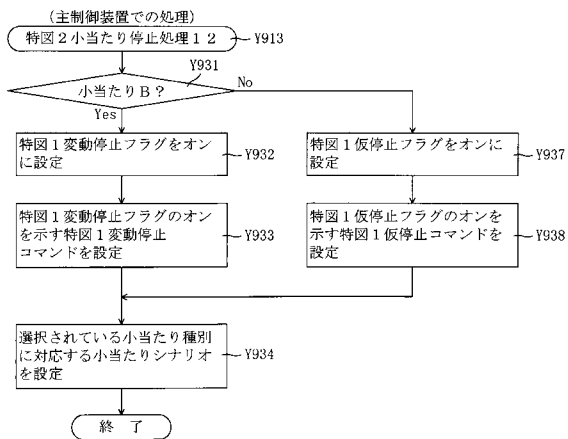 (主制御装置での処理)
特図２小当たり停止処理１２
Y913
Y931
小当たりＢ？
No
Yes
特図１変動停止フラグをオン
に設定
Y932
特図１仮停止フラグをオンに
設定
Y937
特図１変動停止フラグのオン
を示す特図１変動停止
コマンドを設定
Y933
特図１仮停止フラグのオンを
示す特図１仮停止コマンドを
設定
Y938
選択されている小当たり種別
に対応する小当たりシナリオ
を設定
Y934
終　了